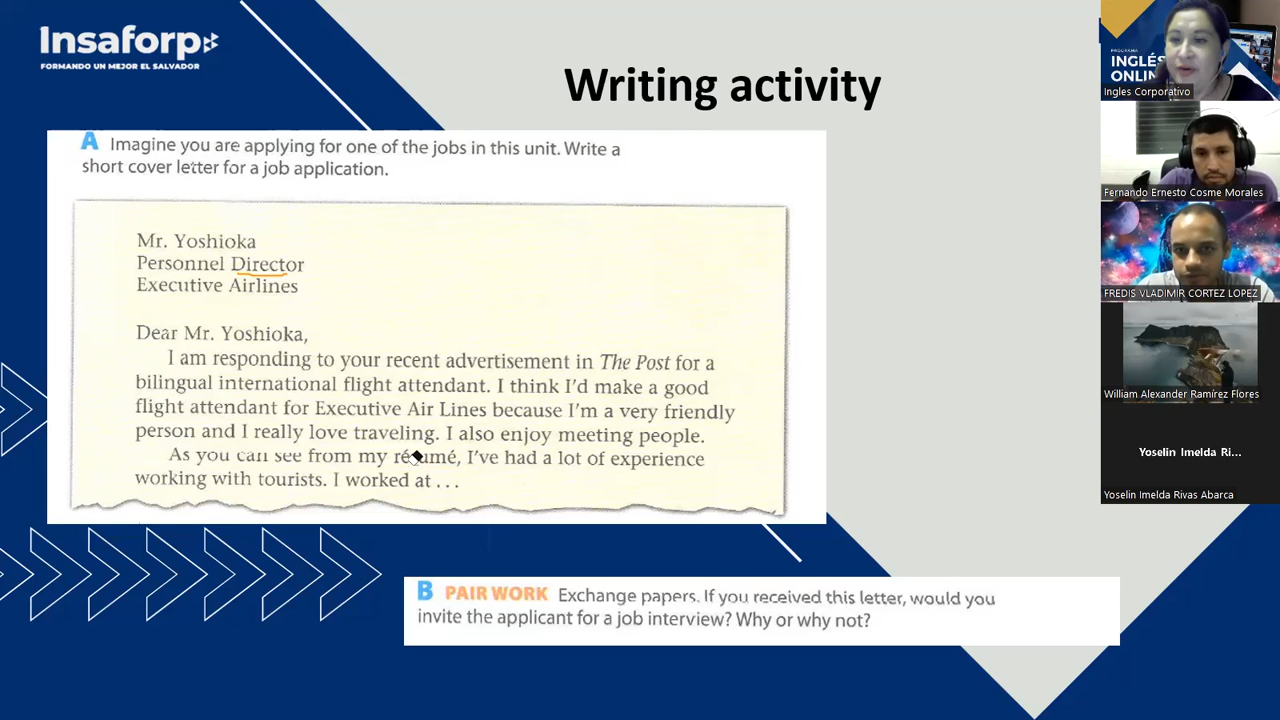 Insaforp
FORMANDO UN MEJOR EL SALVADOR
Writing activity
A Imagine you are applying for one of the jobs in this unit. Write a
short cover letter for a job application.
Mr. Yoshioka
Personnel Director
Executive Airlines
Dear Mr. Yoshioka,
I am responding to your recent advertisement in The Post for a
bilingual international flight attendant. I think I'd make a good
flight attendant for Executive Air Lines because I'm a very friendly
person and I really love traveling. I also enjoy meeting people.
As you can see from my résumé, I've had a lot of experience
working with tourists. I worked at . . .
B PAIR WORK Exchange papers. If you received this letter, would you
invite the applicant for a job interview? Why or why not?
PROGRAMA
INGLÉS
ONLIN
Ingles Corporativo
Fernando Ernesto Cosme Morales
FREDIS VLADIMIR CORTEZ LOPEZ
William Alexander Ramírez Flores
Yoselin Imelda Ri...
Yoselin Imelda Rivas Abarca